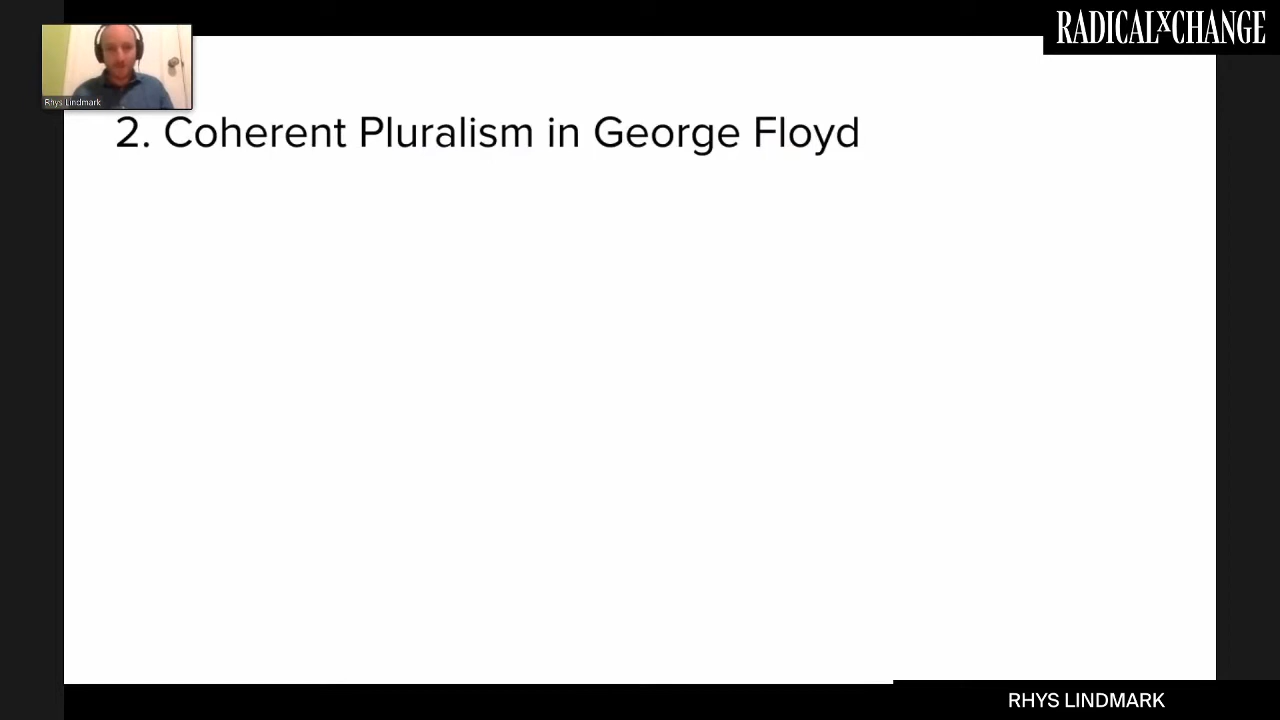 RADICALXCHANGE
Rhys Lindmark
2. Coherent Pluralism in George Floyd
RHYS LINDMARK